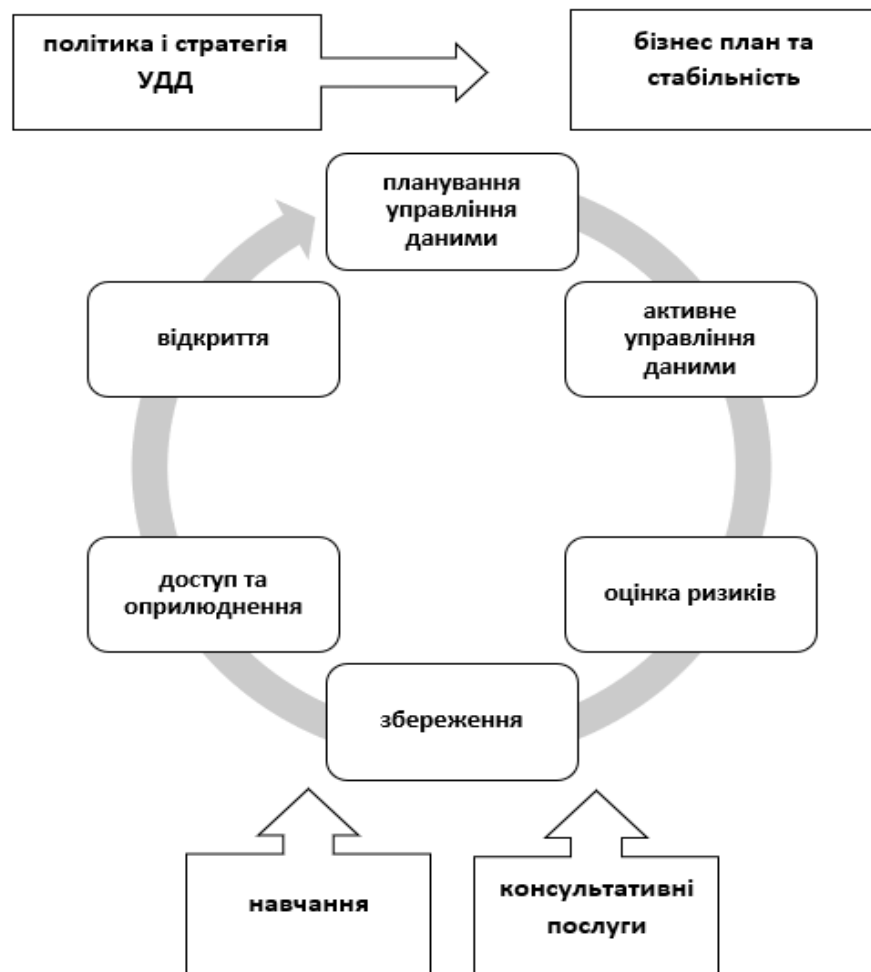 політика і стратегія
УДД
бізнес план та
стабільність
планування
управління
даними
активне
управління
даними
відкриття
доступ та
оприлюднення
оцінка ризиків
збереження
навчання
консультативні
послуги